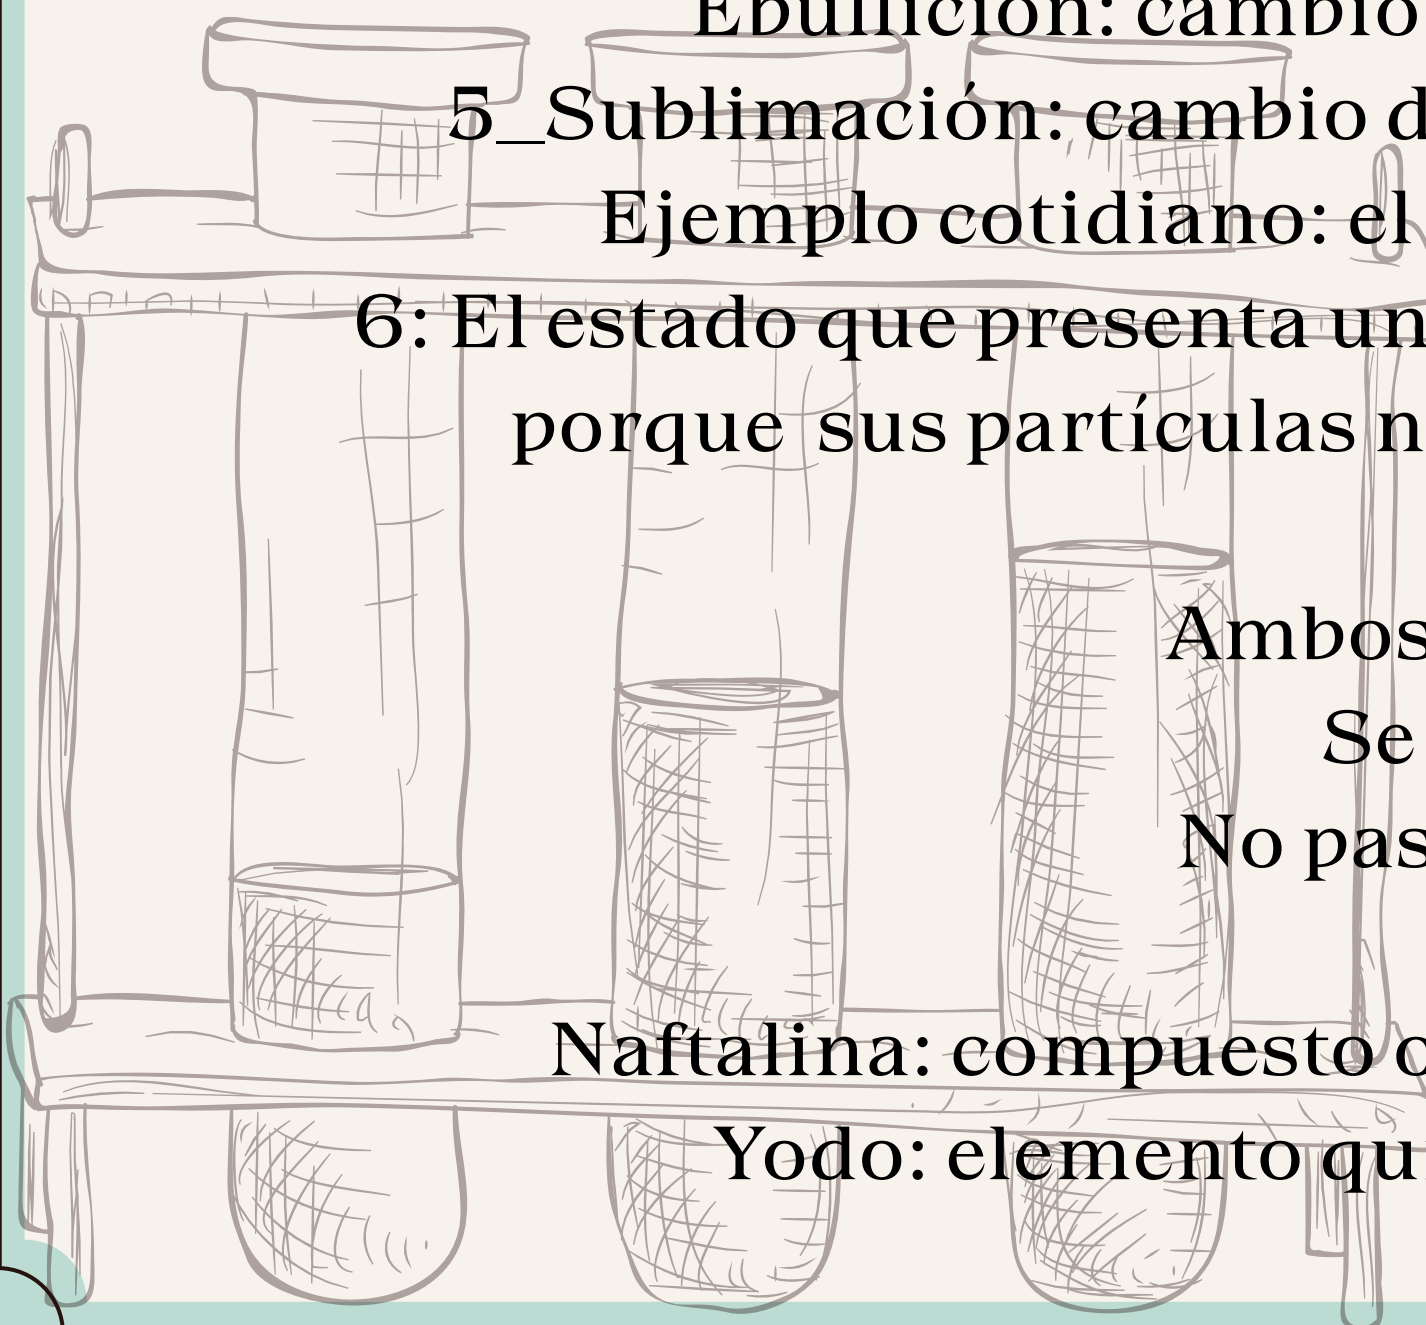 Ebullición: cambio
5_Sublimación: cambio d
Ejemplo cotidiano: el
6: El estado que presenta un
porque sus partículas n
Ambos
Se
No pas
Naftalina: compuesto o
Yodo: elemento qu